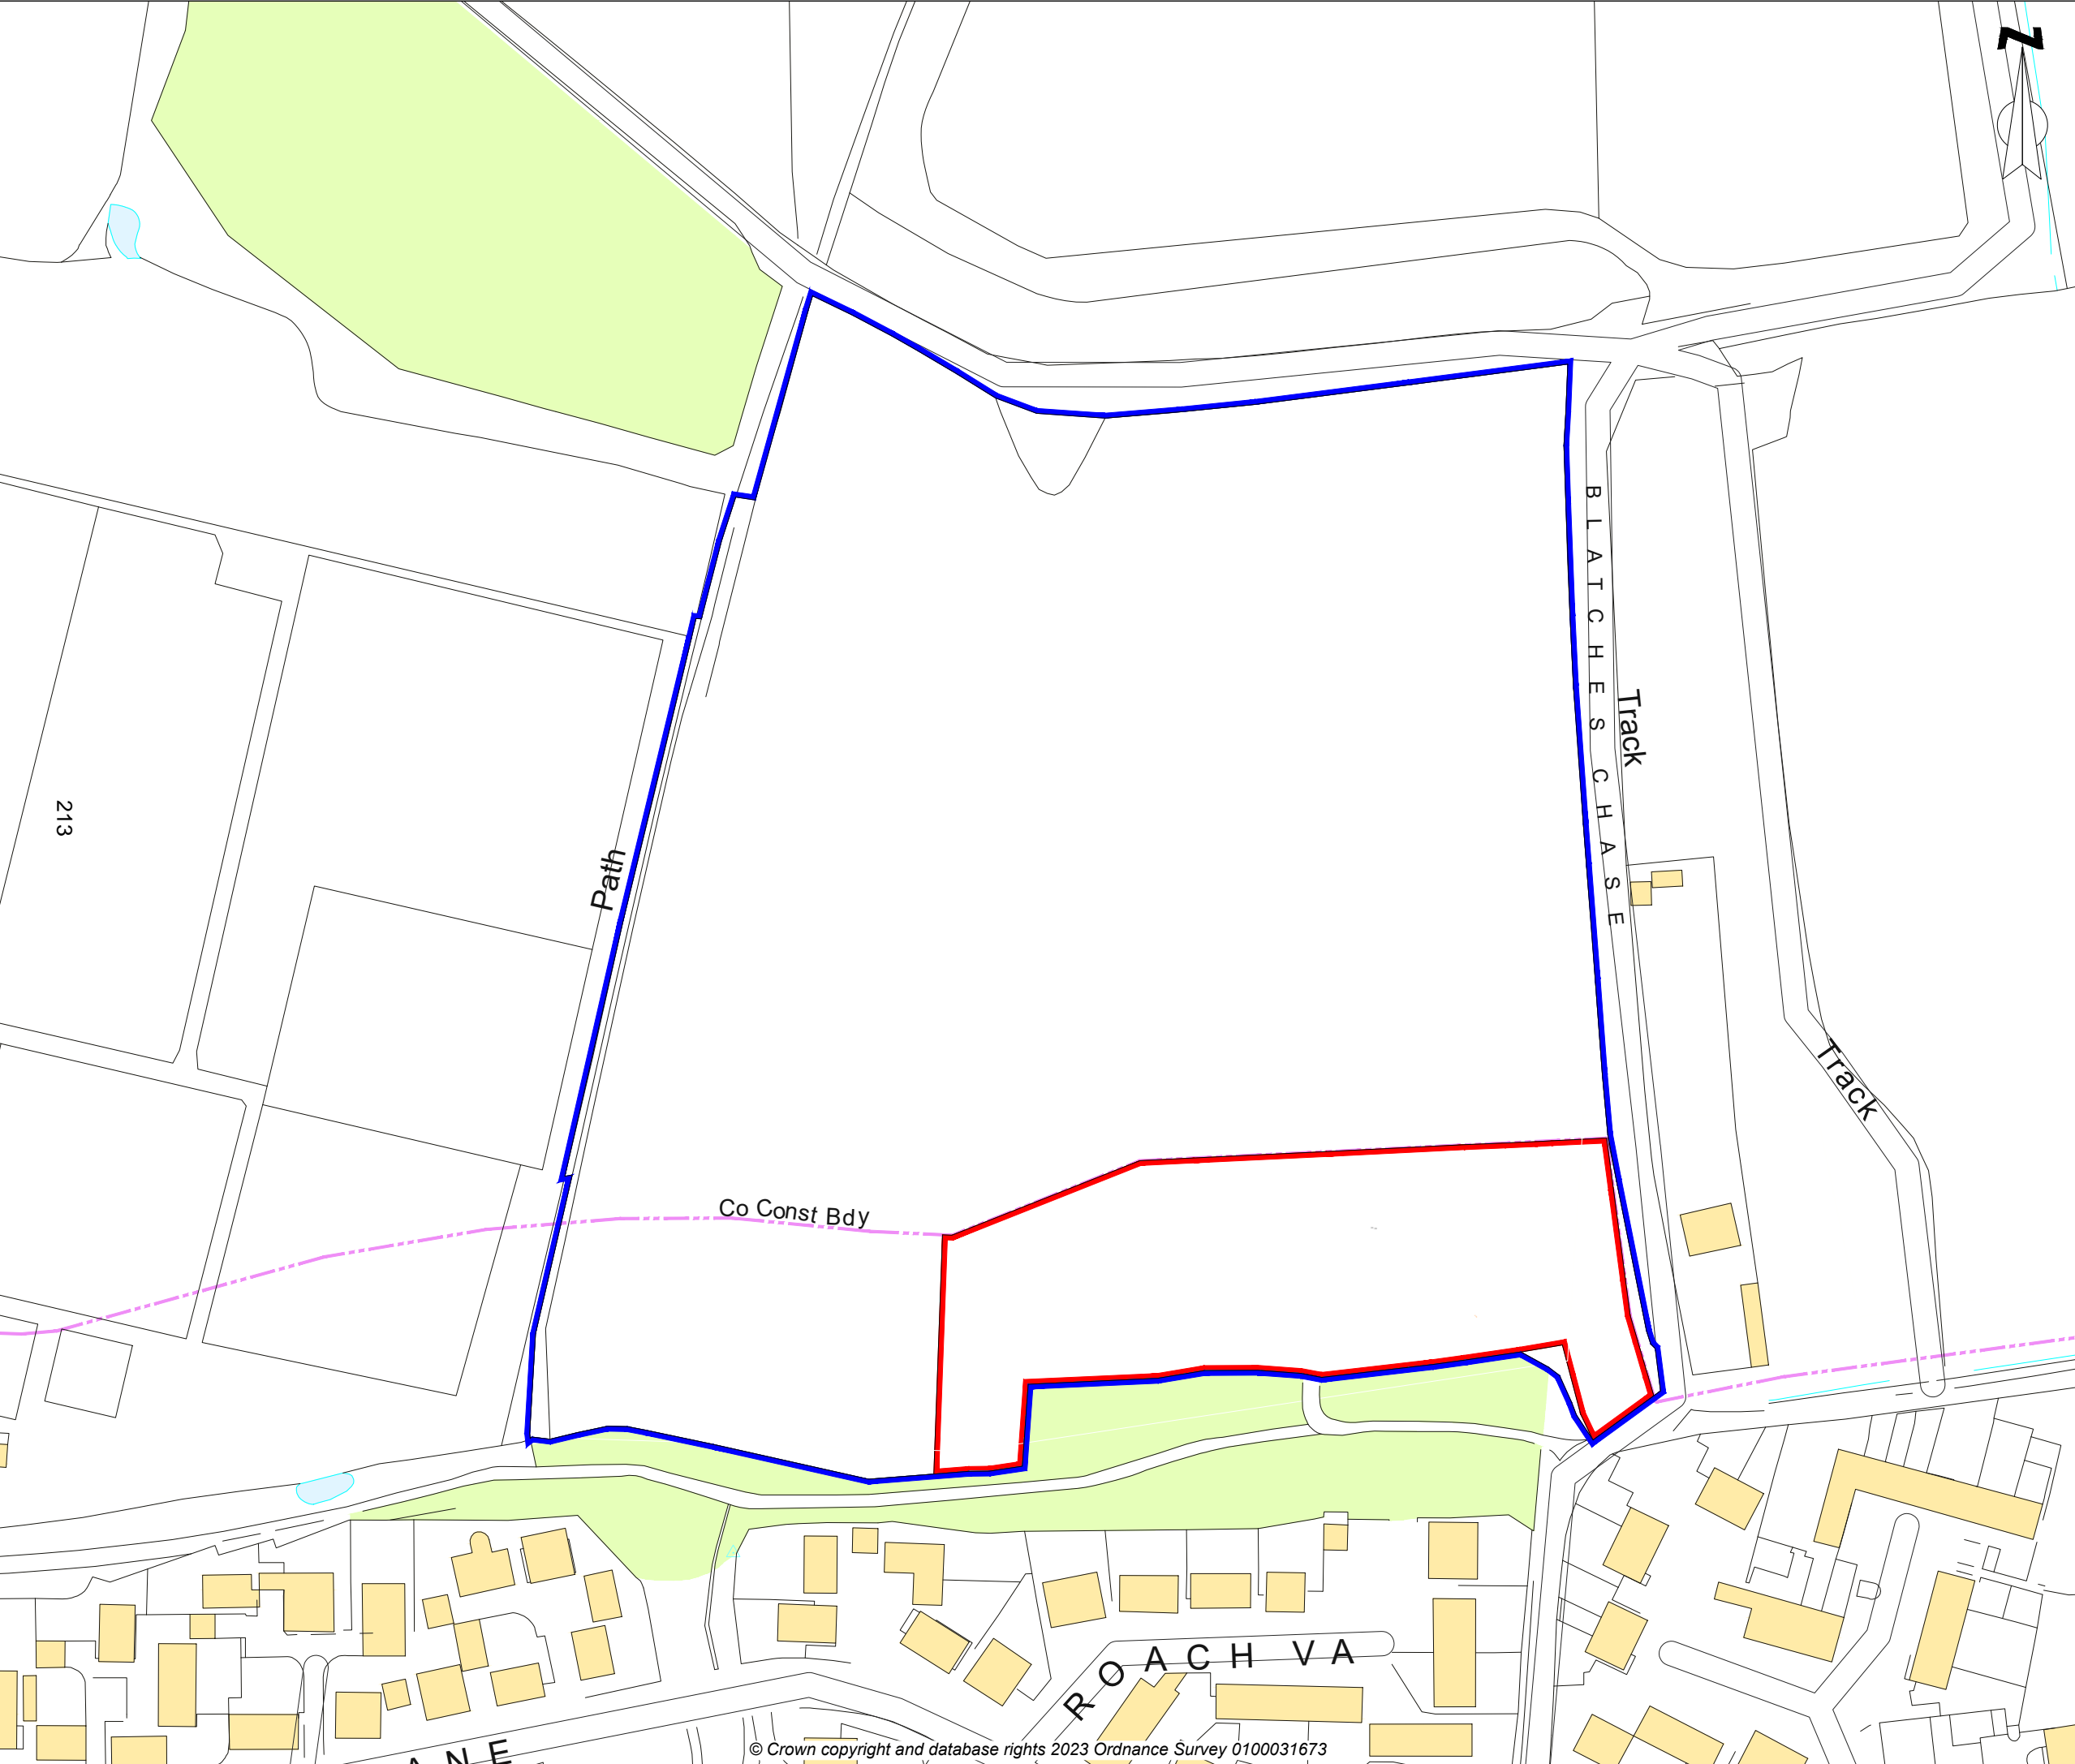 N
BLATCHES CHASE
Track
213
Path
Track
Co Const Bdy
ROACH VA
ANE
© Crown copyright and database rights 2023 Ordnance Survey 0100031673